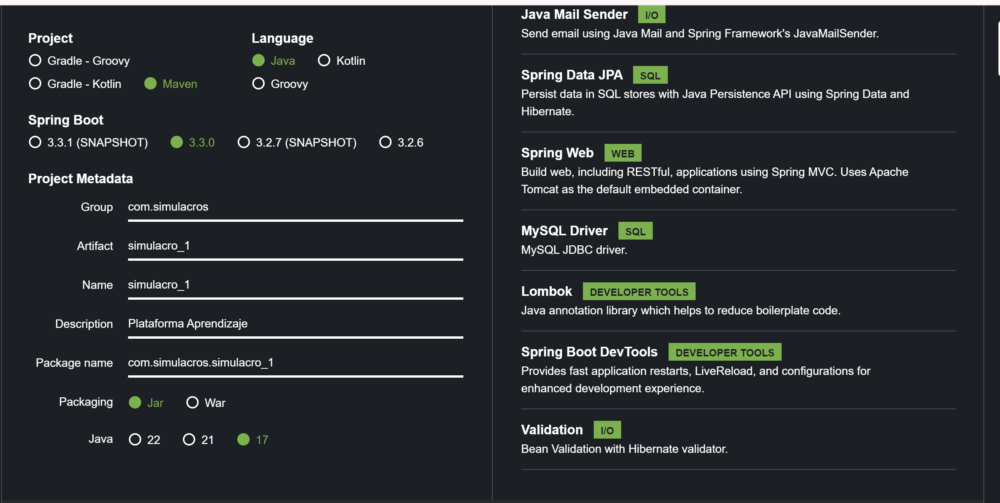 Project
Gradle - Groovy
Gradle - Kotlin Maven
Language
Java Kotlin
Groovy
Spring Boot
3.3.1 (SNAPSHOT) 3.3.0 3.2.7 (SNAPSHOT) 3.2.6
Project Metadata
Group com.simulacros
Artifact simulacro_1
Name simulacro_1
Description Plataforma Aprendizaje
Package name com.simulacros.simulacro_1
Packaging Jar War
Java 22 21 17
Java Mail Sender I/O
Send email using Java Mail and Spring Framework's JavaMailSender.
Spring Data JPA SQL
Persist data in SQL stores with Java Persistence API using Spring Data and
Hibernate.
Spring Web WEB
Build web, including RESTful, applications using Spring MVC. Uses Apache
Tomcat as the default embedded container.
MySQL Driver SQL
MySQL JDBC driver.
Lombok DEVELOPER TOOLS
Java annotation library which helps to reduce boilerplate code.
Spring Boot DevTools DEVELOPER TOOLS
Provides fast application restarts, LiveReload, and configurations for
enhanced development experience.
Validation I/O
Bean Validation with Hibernate validator.